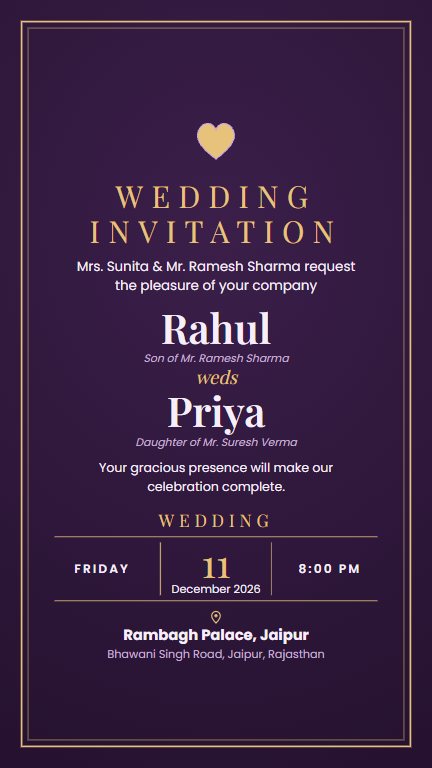 WEDDING
INVITATION
Mrs. Sunita & Mr. Ramesh Sharma request
the pleasure of your company
Rahul
Son of Mr. Ramesh Sharma
weds
Priya
Daughter of Mr. Suresh Verma
Your gracious presence will make our
celebration complete.
WEDDING
FRIDAY
11
December 2026
8:00 PM
Rambagh Palace, Jaipur
Bhawani Singh Road, Jaipur, Rajasthan